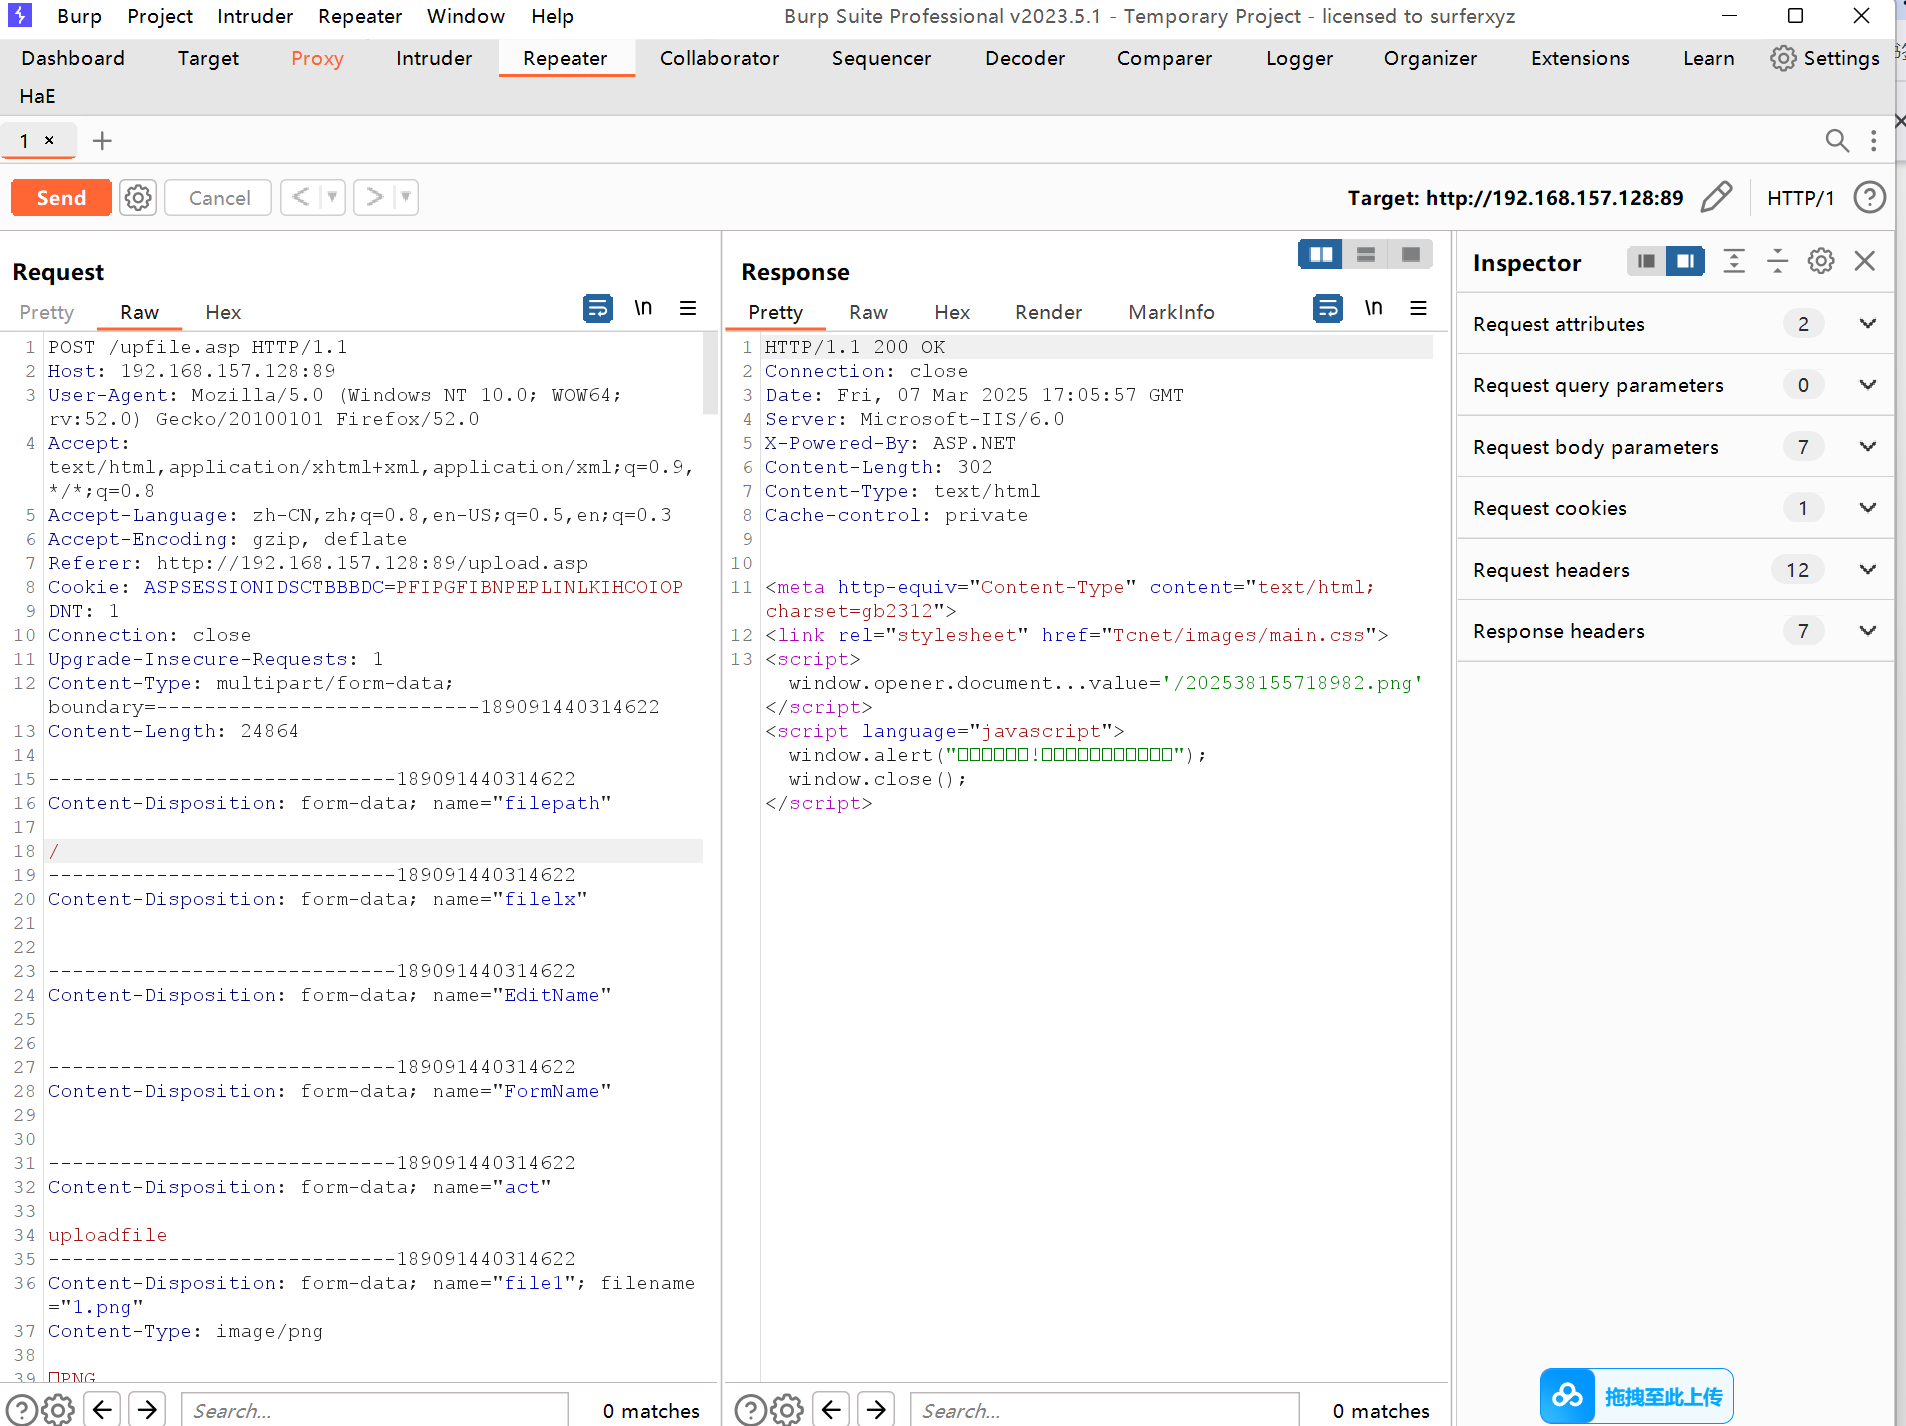 Burp Project Intruder Repeater Window Help Burp Suite Professional v2023.5.1 - Temporary Project - licensed to surferxyz
Dashboard Target Proxy Intruder Repeater Collaborator Sequencer Decoder Comparer Logger Organizer Extensions Learn Settings
HaE
1 × +
Send Cancel < > Target: http://192.168.157.128:89 HTTP/1
Request
Pretty Raw Hex \n
1 POST /upfile.asp HTTP/1.1
2 Host: 192.168.157.128:89
3 User-Agent: Mozilla/5.0 (Windows NT 10.0; WOW64;
rv:52.0) Gecko/20100101 Firefox/52.0
4 Accept:
text/html,application/xhtml+xml,application/xml;q=0.9,
*/*;q=0.8
5 Accept-Language: zh-CN,zh;q=0.8,en-US;q=0.5,en;q=0.3
6 Accept-Encoding: gzip, deflate
7 Referer: http://192.168.157.128:89/upload.asp
8 Cookie: ASPSESSIONIDSCTBBBDC=PFIPGFIBNPEPLINLKIHCOIOP
9 DNT: 1
10 Connection: close
11 Upgrade-Insecure-Requests: 1
12 Content-Type: multipart/form-data;
boundary=---------------------------189091440314622
13 Content-Length: 24864
14
15 -----------------------------189091440314622
16 Content-Disposition: form-data; name="filepath"
17
18 /
19 -----------------------------189091440314622
20 Content-Disposition: form-data; name="filelx"
21
22
23 -----------------------------189091440314622
24 Content-Disposition: form-data; name="EditName"
25
26
27 -----------------------------189091440314622
28 Content-Disposition: form-data; name="FormName"
29
30
31 -----------------------------189091440314622
32 Content-Disposition: form-data; name="act"
33
34 uploadfile
35 -----------------------------189091440314622
36 Content-Disposition: form-data; name="file1"; filename
="1.png"
37 Content-Type: image/png
38
39 □PNG
Search... 0 matches
Response
Pretty Raw Hex Render MarkInfo \n
1 HTTP/1.1 200 OK
2 Connection: close
3 Date: Fri, 07 Mar 2025 17:05:57 GMT
4 Server: Microsoft-IIS/6.0
5 X-Powered-By: ASP.NET
6 Content-Length: 302
7 Content-Type: text/html
8 Cache-control: private
9
10
11 <meta http-equiv="Content-Type" content="text/html;
charset=gb2312">
12 <link rel="stylesheet" href="Tcnet/images/main.css">
13 <script>
window.opener.document...value='/202538155718982.png'
</script>
<script language="javascript">
window.alert("□□□□□□!□□□□□□□□□□□");
window.close();
</script>
Search... 0 matches
Inspector
Request attributes 2
Request query parameters 0
Request body parameters 7
Request cookies 1
Request headers 12
Response headers 7
拖拽至此上传